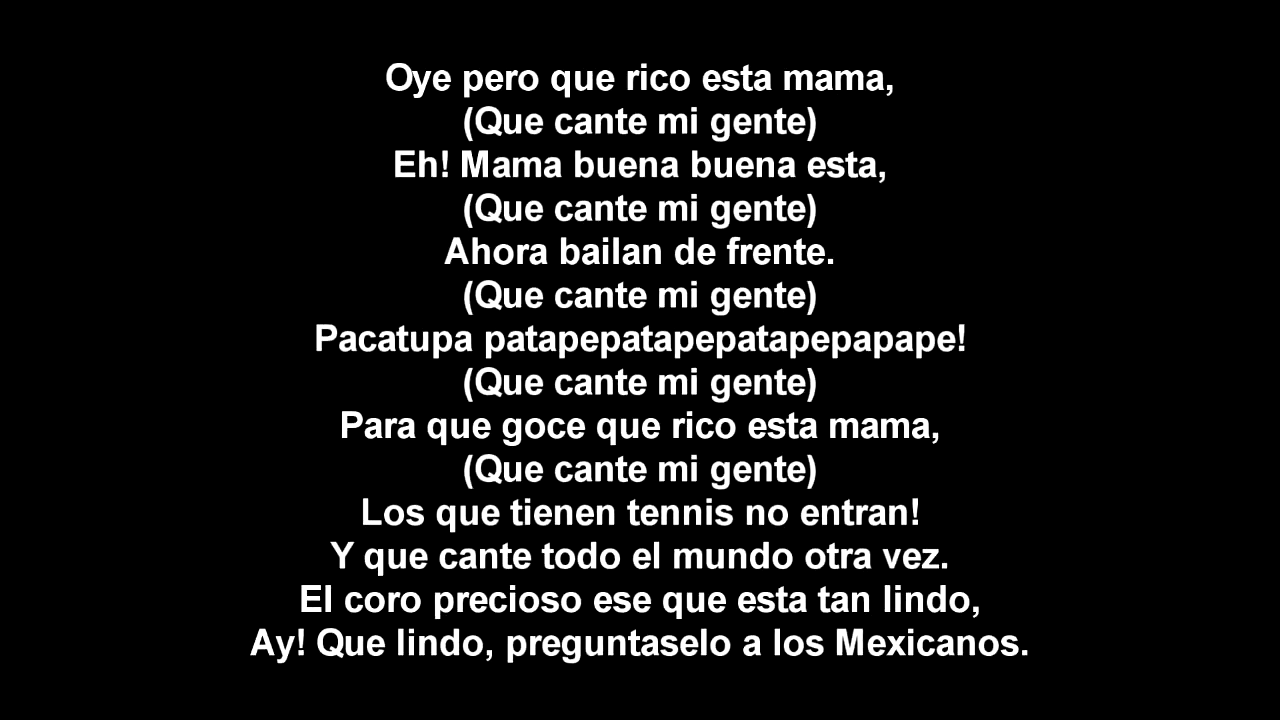 Oye pero que rico esta mama,
(Que cante mi gente)
Eh! Mama buena buena esta,
(Que cante mi gente)
Ahora bailan de frente.
(Que cante mi gente)
Pacatupa patapepatapepatapepapape!
(Que cante mi gente)
Para que goce que rico esta mama,
(Que cante mi gente)
Los que tienen tennis no entran!
Y que cante todo el mundo otra vez.
El coro precioso ese que esta tan lindo,
Ay! Que lindo, preguntaselo a los Mexicanos.